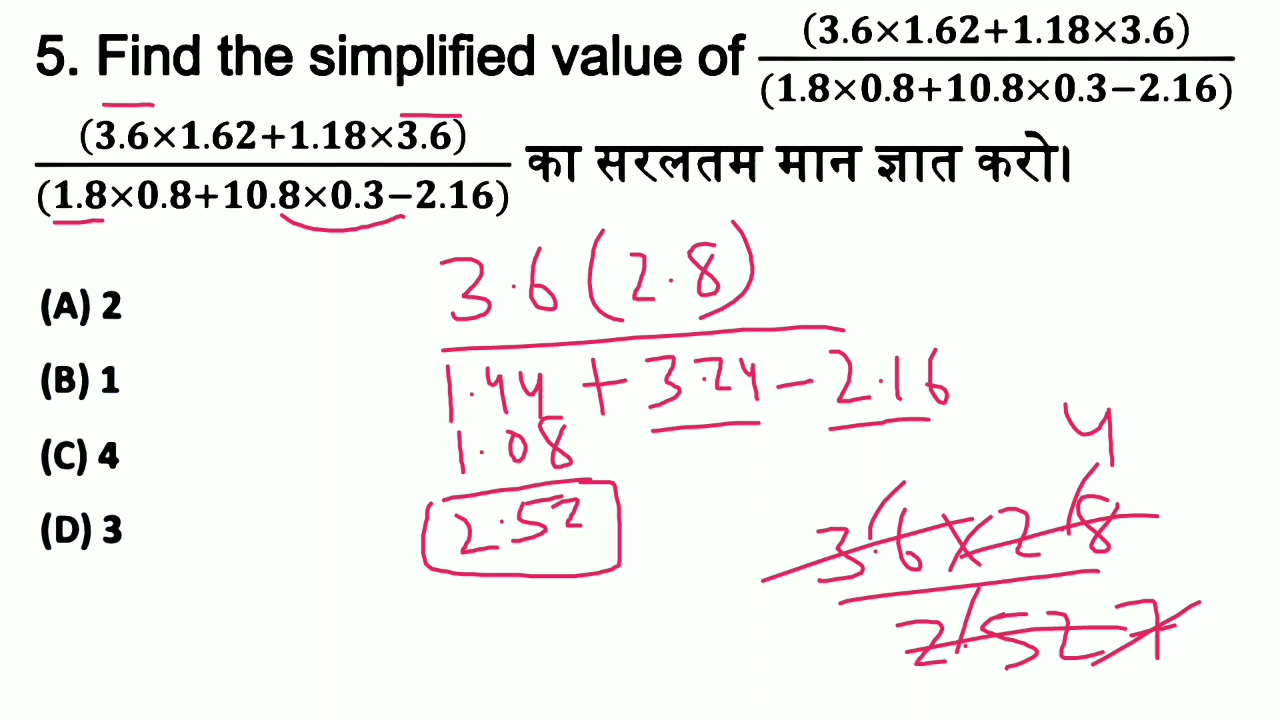 5. Find the simplified value of (3.6×1.62+1.18×3.6)/(1.8×0.8+10.8×0.3−2.16)
(3.6×1.62+1.18×3.6)/(1.8×0.8+10.8×0.3−2.16) का सरलतम मान ज्ञात करो।
(A) 2
(B) 1
(C) 4
(D) 3
3.6(2.8)
1.44 + 3.24 − 2.16
1.08
2.52
4
3.6×2.8
2.52 7